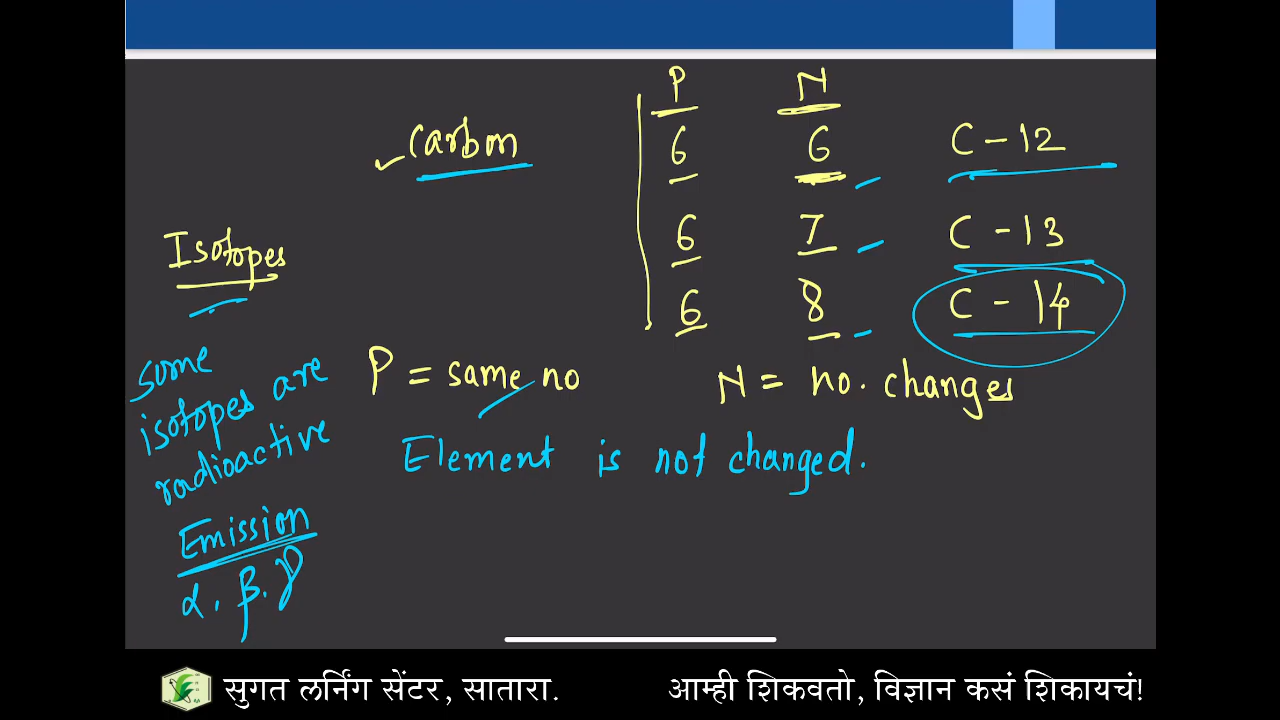 P N
Carbon 6 6 C - 12
6 7 C - 13
Isotopes
6 8 C - 14
P = same no N = no. changes
Element is not changed.
some
isotopes are
radioactive
Emission
α, β, γ
सुगत लर्निंग सेंटर, सातारा. आम्ही शिकवतो, विज्ञान कसं शिकायचं!